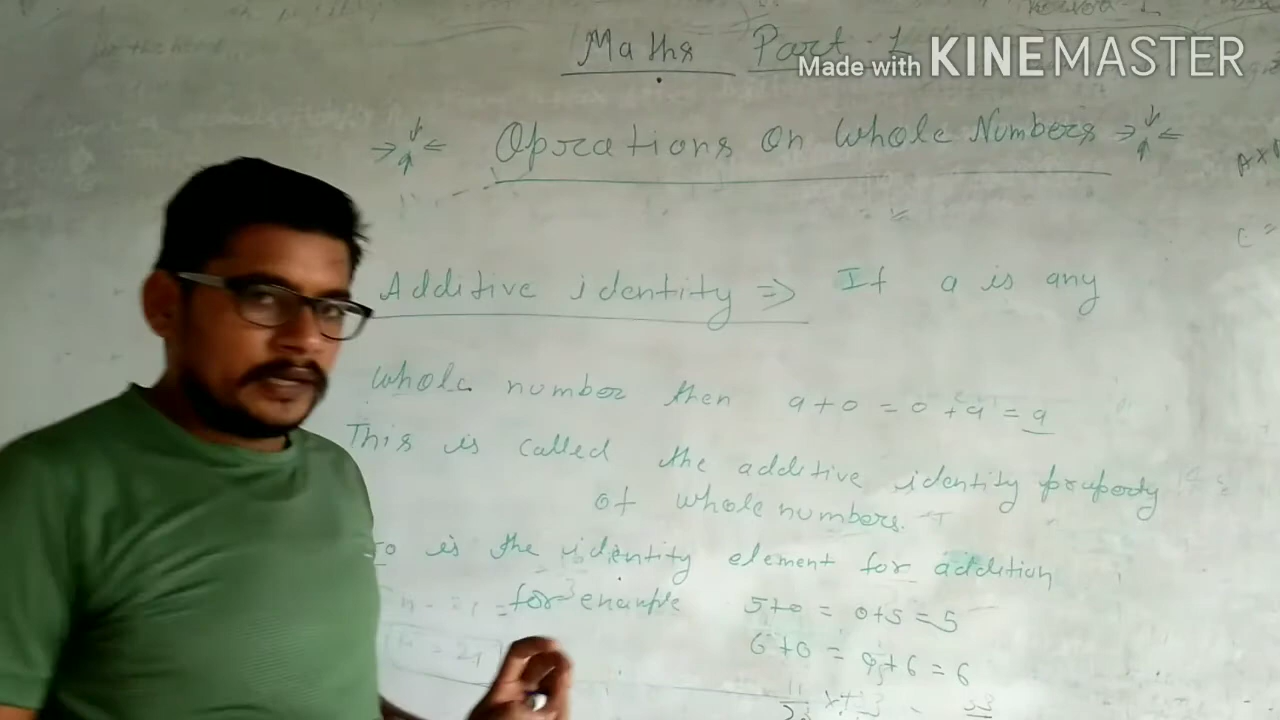 Maths Part-1
Made with KINEMASTER
Oprations on Whole Numbers
Additive identity ⇒ If a is any
whole number then a+0 = 0+a = a
This is called the additive identity property
of whole numbers.
0 is the identity element for addition
for example 5+0 = 0+5 = 5
6+0 = 0+6 = 6